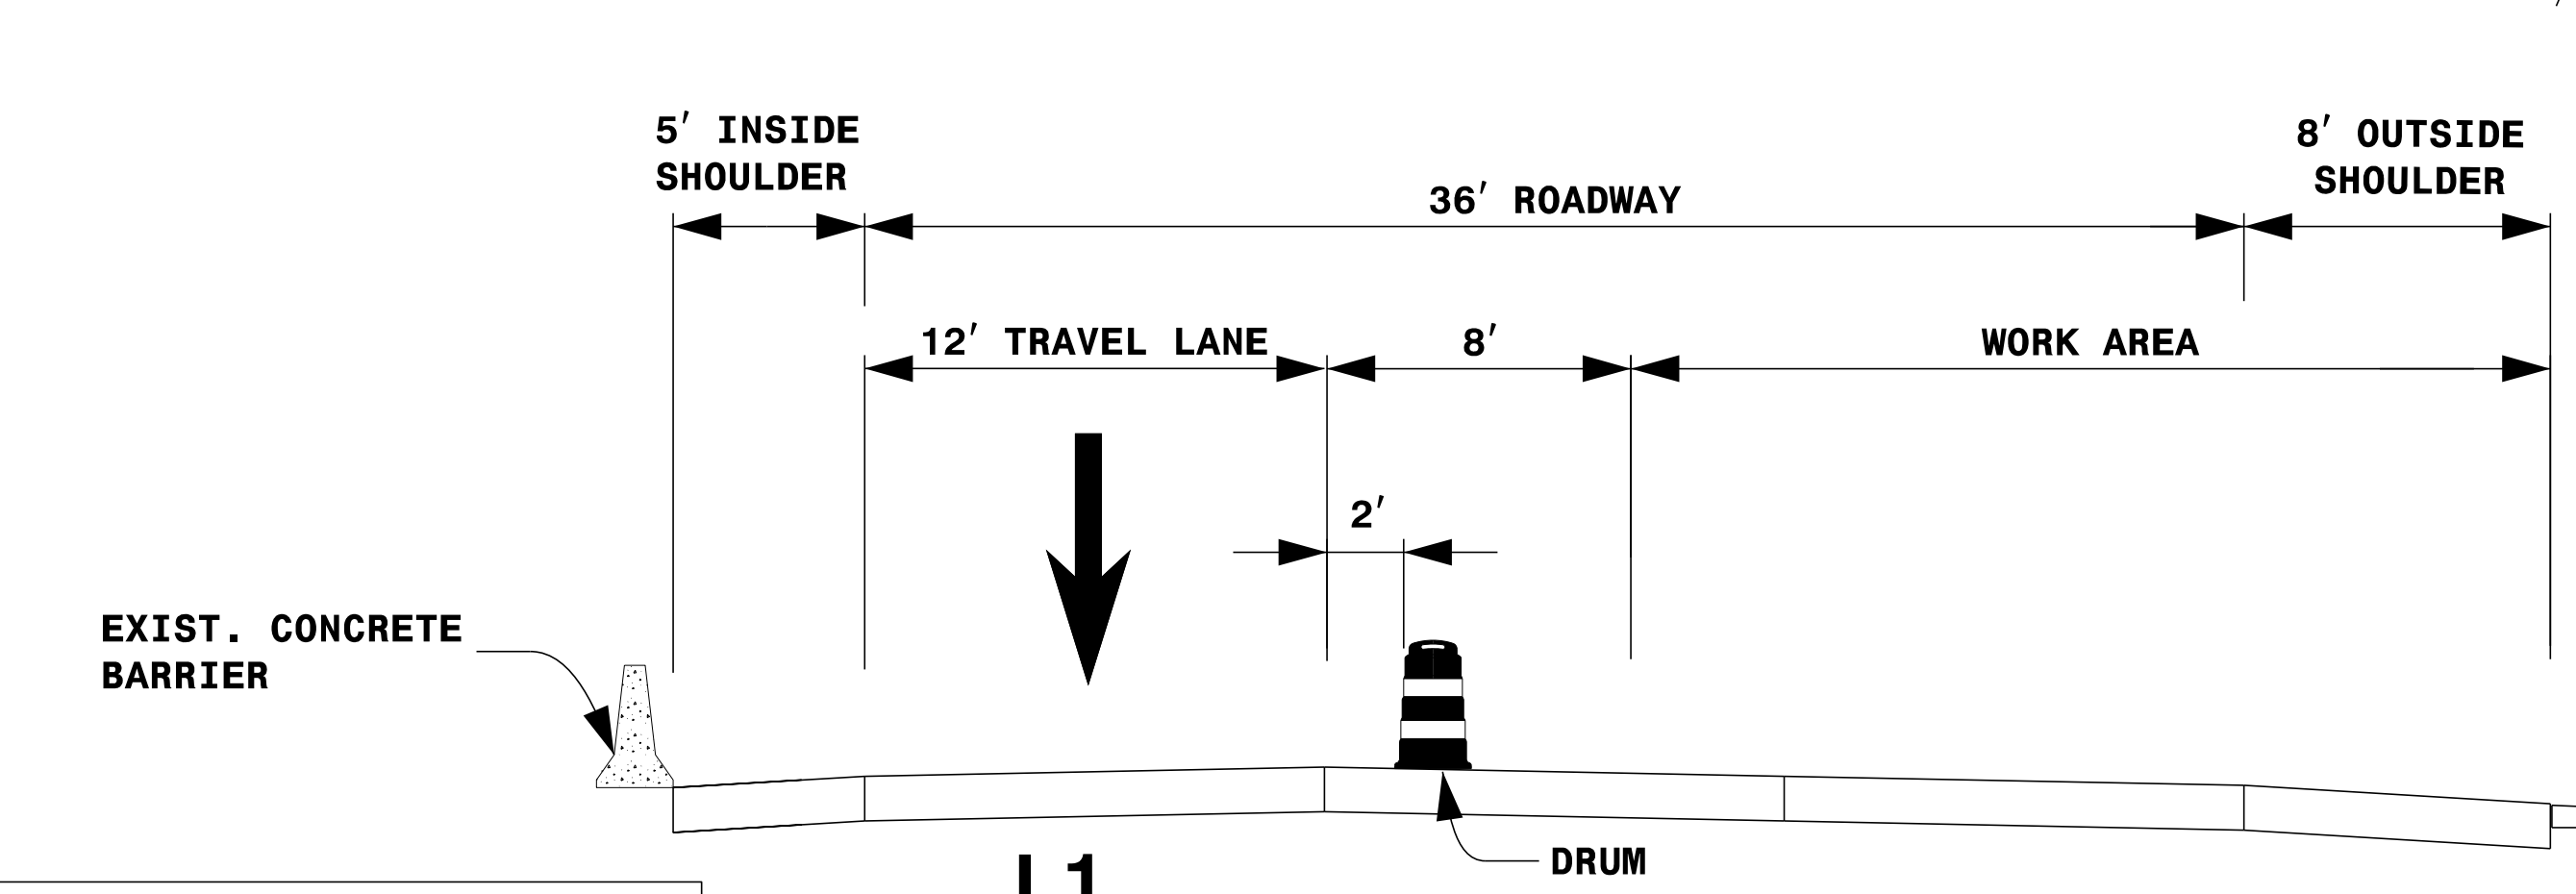 5' INSIDE
SHOULDER
8' OUTSIDE
SHOULDER
36' ROADWAY
12' TRAVEL LANE
8'
WORK AREA
2'
EXIST. CONCRETE
BARRIER
DRUM